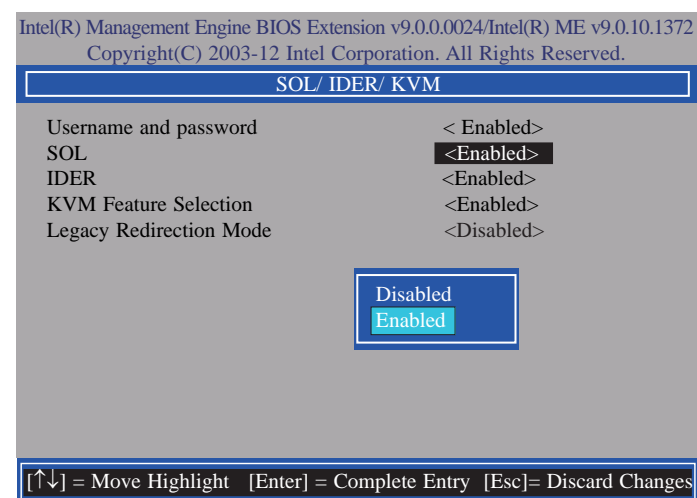 Intel(R) Management Engine BIOS Extension v9.0.0.0024/Intel(R) ME v9.0.10.1372
Copyright(C) 2003-12 Intel Corporation. All Rights Reserved.
SOL/ IDER/ KVM
Username and password < Enabled>
SOL <Enabled>
IDER <Enabled>
KVM Feature Selection <Enabled>
Legacy Redirection Mode <Disabled>
Disabled
Enabled
[↑↓] = Move Highlight [Enter] = Complete Entry [Esc]= Discard Changes